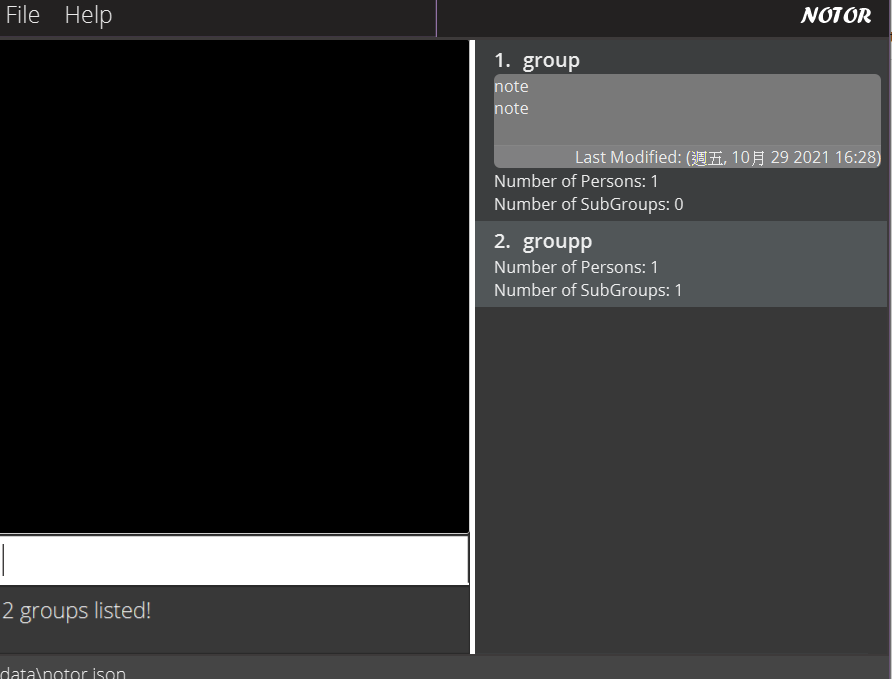 File Help
NOTOR
1. group
note
note
Last Modified: (週五, 10月 29 2021 16:28)
Number of Persons: 1
Number of SubGroups: 0
2. groupp
Number of Persons: 1
Number of SubGroups: 1
2 groups listed!
data\notor.json